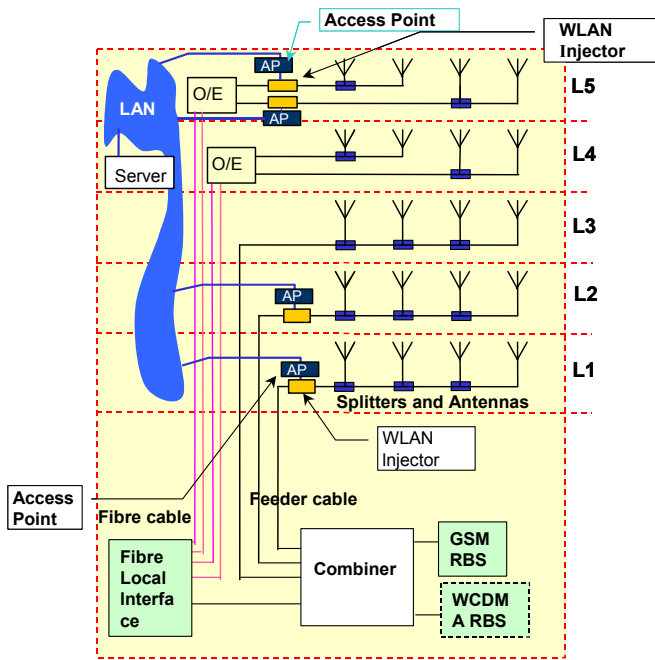 Access Point
WLAN
Injector
AP
L5
O/E
LAN
AP
L4
O/E
Server
L3
AP
L2
AP
L1
Splitters and Antennas
WLAN
Injector
Access
Point
Fibre cable
Feeder cable
Fibre
Local
Interfa
ce
Combiner
GSM
RBS
WCDM
A RBS